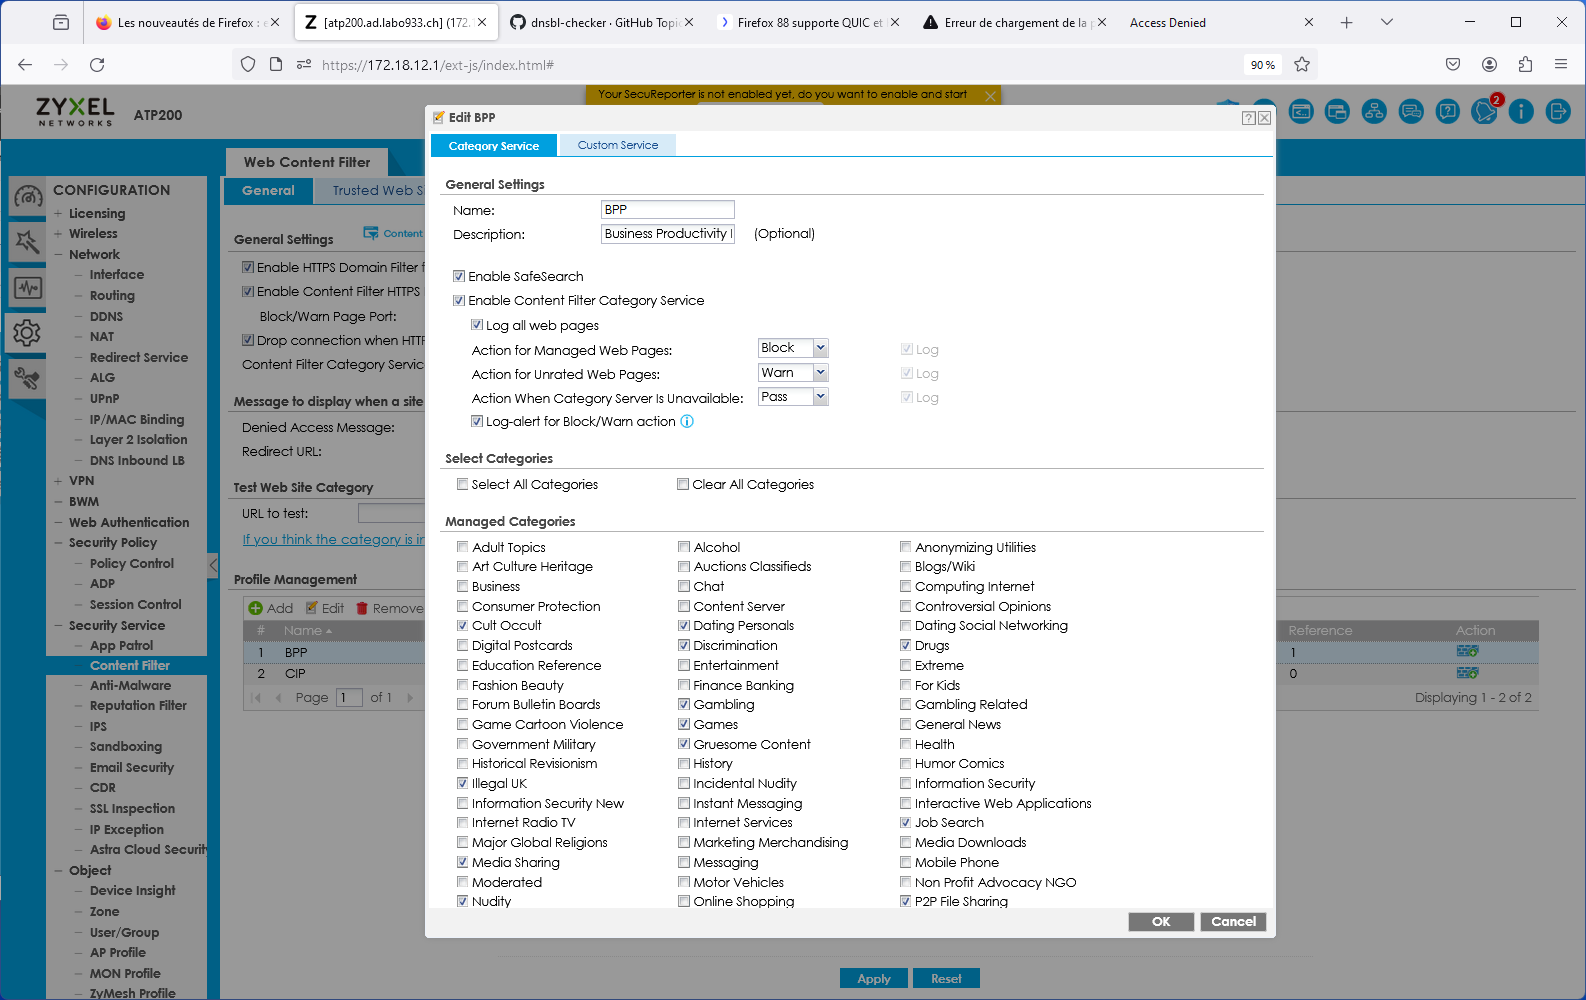 Les nouveautés de Firefox : e
[atp200.ad.labo933.ch] (172.1
dnsbl-checker · GitHub Topic
Firefox 88 supporte QUIC et l
Erreur de chargement de la p
Access Denied
https://172.18.12.1/ext-js/index.html#
90 %
ZYXEL
NETWORKS
ATP200
Your SecuReporter is not enabled yet, do you want to enable and start
2
Web Content Filter
General
Trusted Web S
CONFIGURATION
Licensing
Wireless
Network
Interface
Routing
DDNS
NAT
Redirect Service
ALG
UPnP
IP/MAC Binding
Layer 2 Isolation
DNS Inbound LB
VPN
BWM
Web Authentication
Security Policy
Policy Control
ADP
Session Control
Security Service
App Patrol
Content Filter
Anti-Malware
Reputation Filter
IPS
Sandboxing
Email Security
CDR
SSL Inspection
IP Exception
Astra Cloud Security
Object
Device Insight
Zone
User/Group
AP Profile
MON Profile
ZyMesh Profile
General Settings
Content
Enable HTTPS Domain Filter f
Enable Content Filter HTTPS
Block/Warn Page Port:
Drop connection when HTTP
Content Filter Category Servic
Message to display when a site
Denied Access Message:
Redirect URL:
Test Web Site Category
URL to test:
If you think the category is in
Profile Management
Add Edit Remove
# Name Reference Action
1 BPP 1
2 CIP 0
Page 1 of 1
Displaying 1 - 2 of 2
Apply Reset
Edit BPP
Category Service
Custom Service
General Settings
Name: BPP
Description: Business Productivity (Optional)
Enable SafeSearch
Enable Content Filter Category Service
Log all web pages
Action for Managed Web Pages: Block Log
Action for Unrated Web Pages: Warn Log
Action When Category Server Is Unavailable: Pass Log
Log-alert for Block/Warn action
Select Categories
Select All Categories Clear All Categories
Managed Categories
Adult Topics Alcohol Anonymizing Utilities
Art Culture Heritage Auctions Classifieds Blogs/Wiki
Business Chat Computing Internet
Consumer Protection Content Server Controversial Opinions
Cult Occult Dating Personals Dating Social Networking
Digital Postcards Discrimination Drugs
Education Reference Entertainment Extreme
Fashion Beauty Finance Banking For Kids
Forum Bulletin Boards Gambling Gambling Related
Game Cartoon Violence Games General News
Government Military Gruesome Content Health
Historical Revisionism History Humor Comics
Illegal UK Incidental Nudity Information Security
Information Security New Instant Messaging Interactive Web Applications
Internet Radio TV Internet Services Job Search
Major Global Religions Marketing Merchandising Media Downloads
Media Sharing Messaging Mobile Phone
Moderated Motor Vehicles Non Profit Advocacy NGO
Nudity Online Shopping P2P File Sharing
OK Cancel